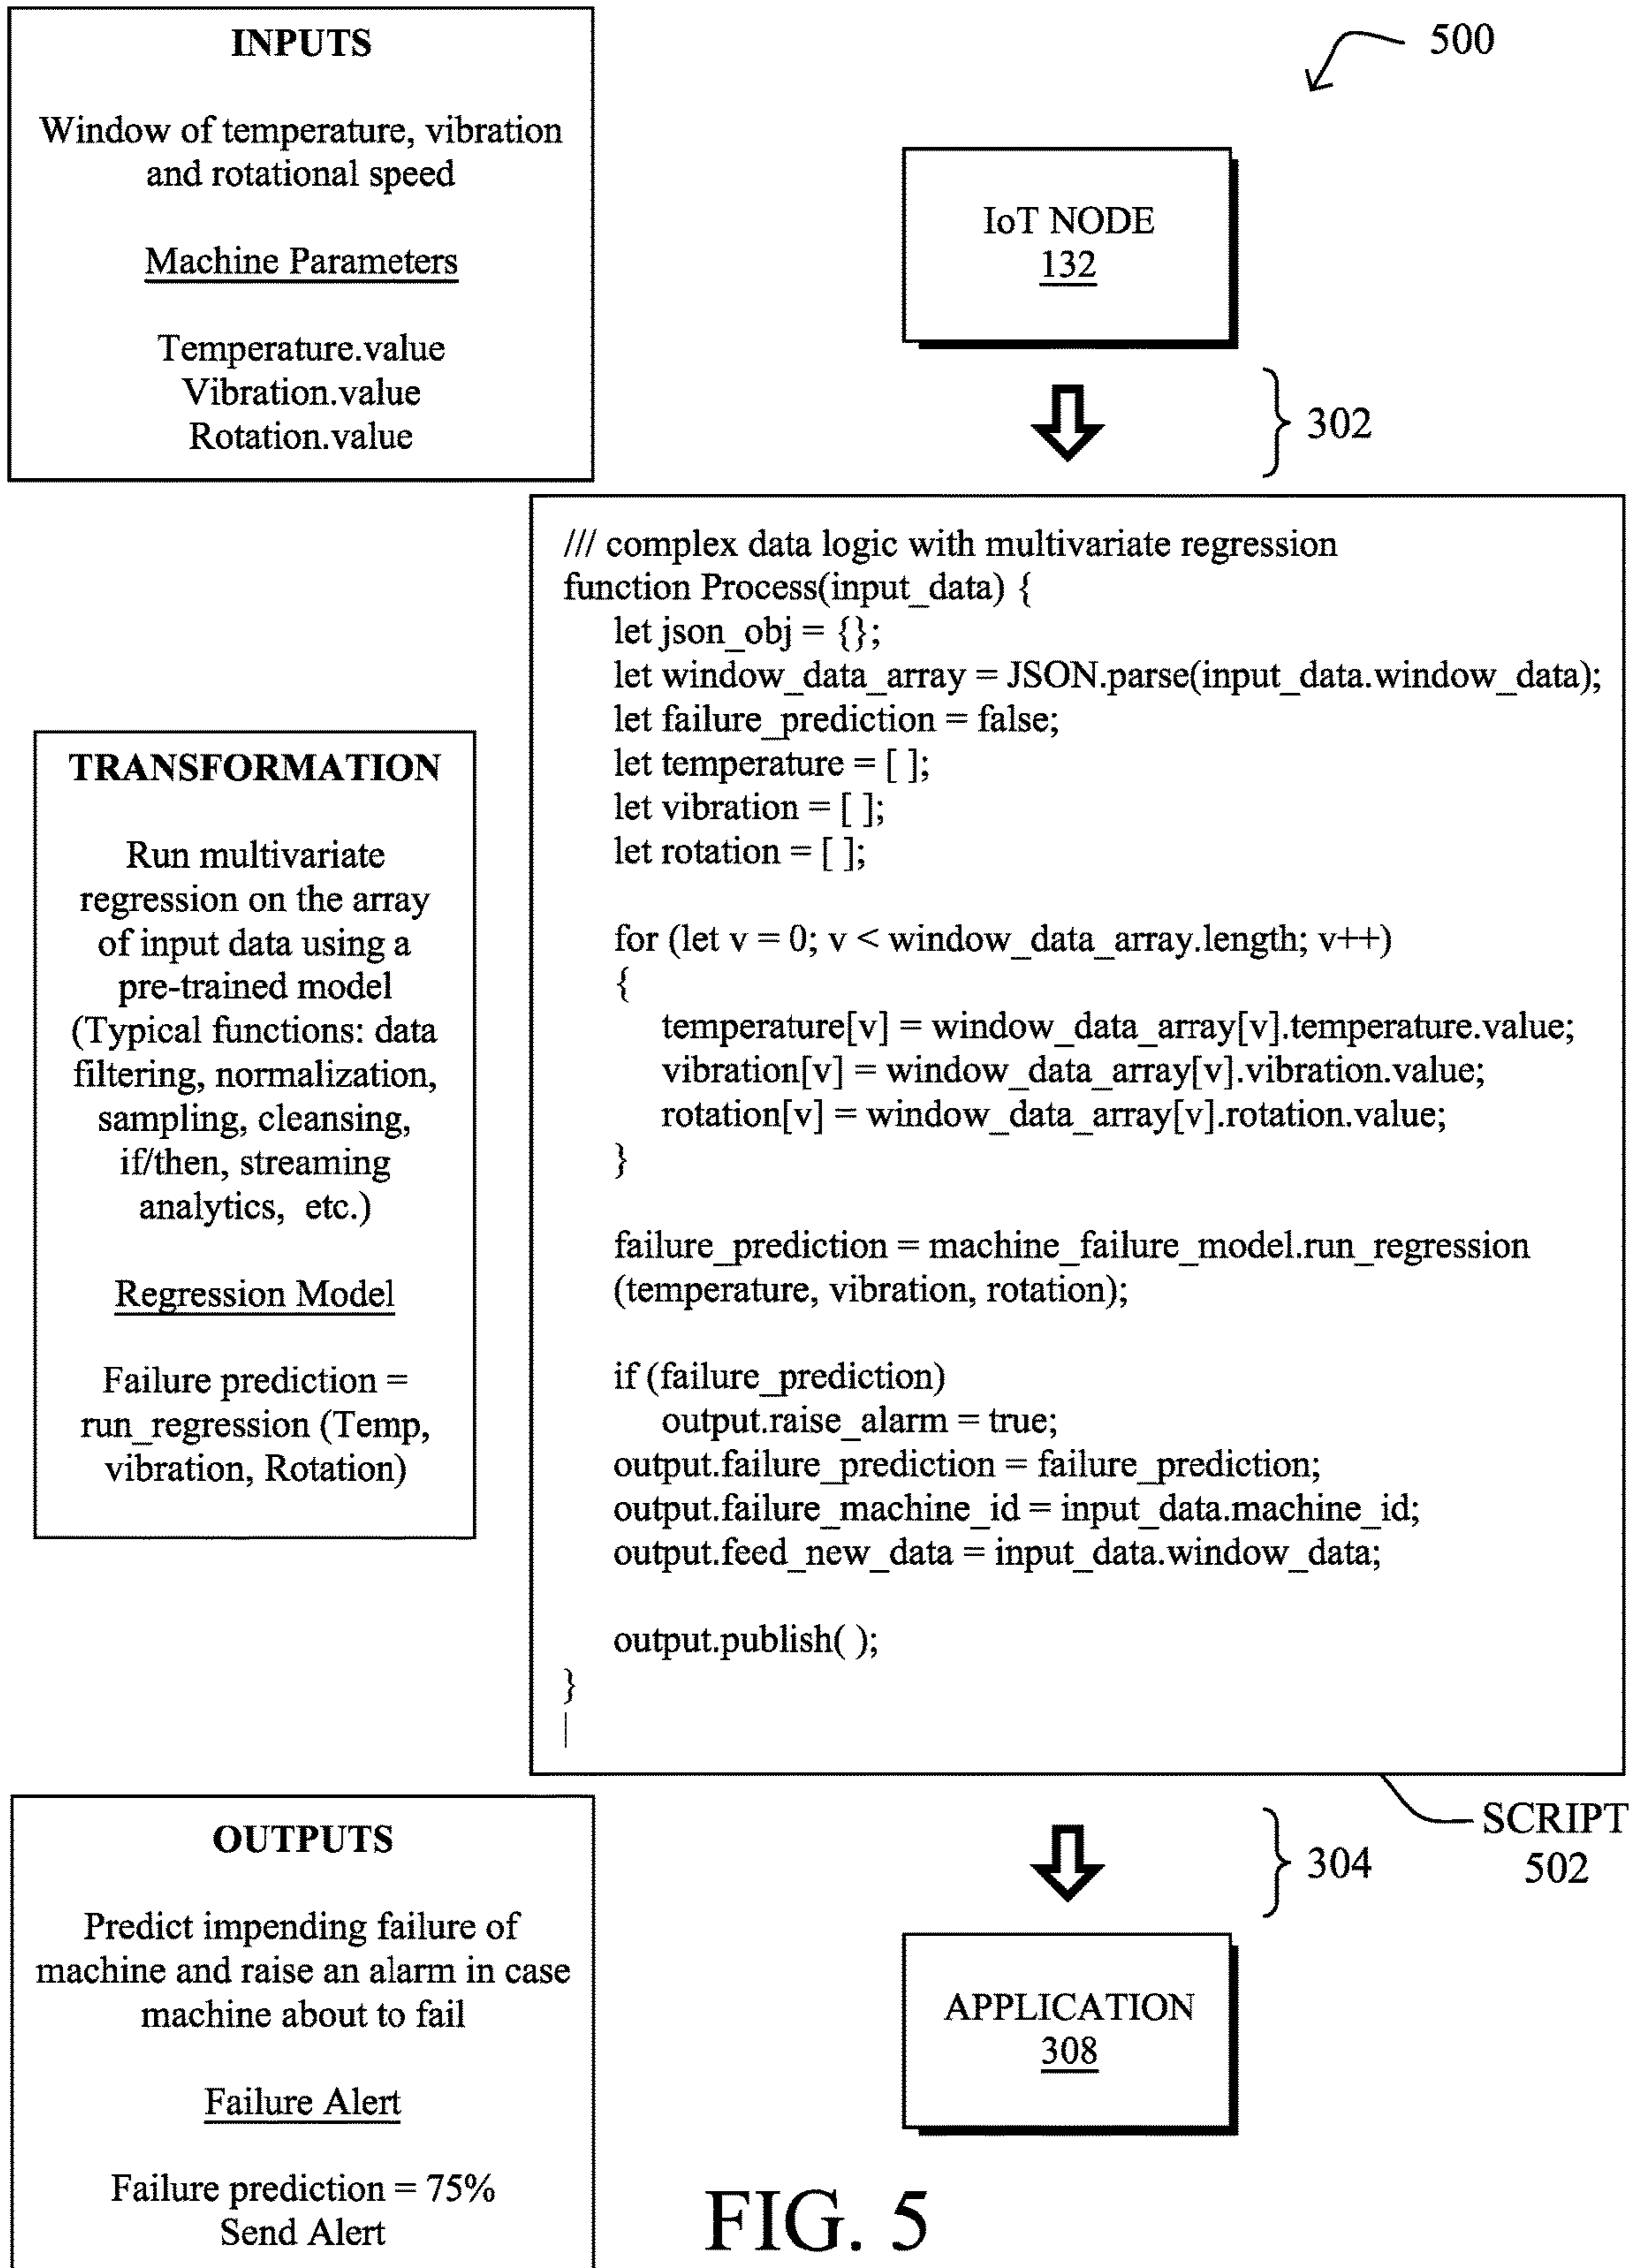 INPUTS
Window of temperature, vibration
and rotational speed
Machine Parameters
Temperature.value
Vibration.value
Rotation.value
500
IoT NODE
132
302
/// complex data logic with multivariate regression
function Process(input_data) {
let json_obj = {};
let window_data_array = JSON.parse(input_data.window_data);
let failure_prediction = false;
let temperature = [ ];
let vibration = [ ];
let rotation = [ ];
for (let v = 0; v < window_data_array.length; v++)
{
temperature[v] = window_data_array[v].temperature.value;
vibration[v] = window_data_array[v].vibration.value;
rotation[v] = window_data_array[v].rotation.value;
}
failure_prediction = machine_failure_model.run_regression
(temperature, vibration, rotation);
if (failure_prediction)
output.raise_alarm = true;
output.failure_prediction = failure_prediction;
output.failure_machine_id = input_data.machine_id;
output.feed_new_data = input_data.window_data;
output.publish( );
}
|
TRANSFORMATION
Run multivariate
regression on the array
of input data using a
pre-trained model
(Typical functions: data
filtering, normalization,
sampling, cleansing,
if/then, streaming
analytics, etc.)
Regression Model
Failure prediction =
run_regression (Temp,
vibration, Rotation)
SCRIPT
502
304
APPLICATION
308
OUTPUTS
Predict impending failure of
machine and raise an alarm in case
machine about to fail
Failure Alert
Failure prediction = 75%
Send Alert
FIG. 5